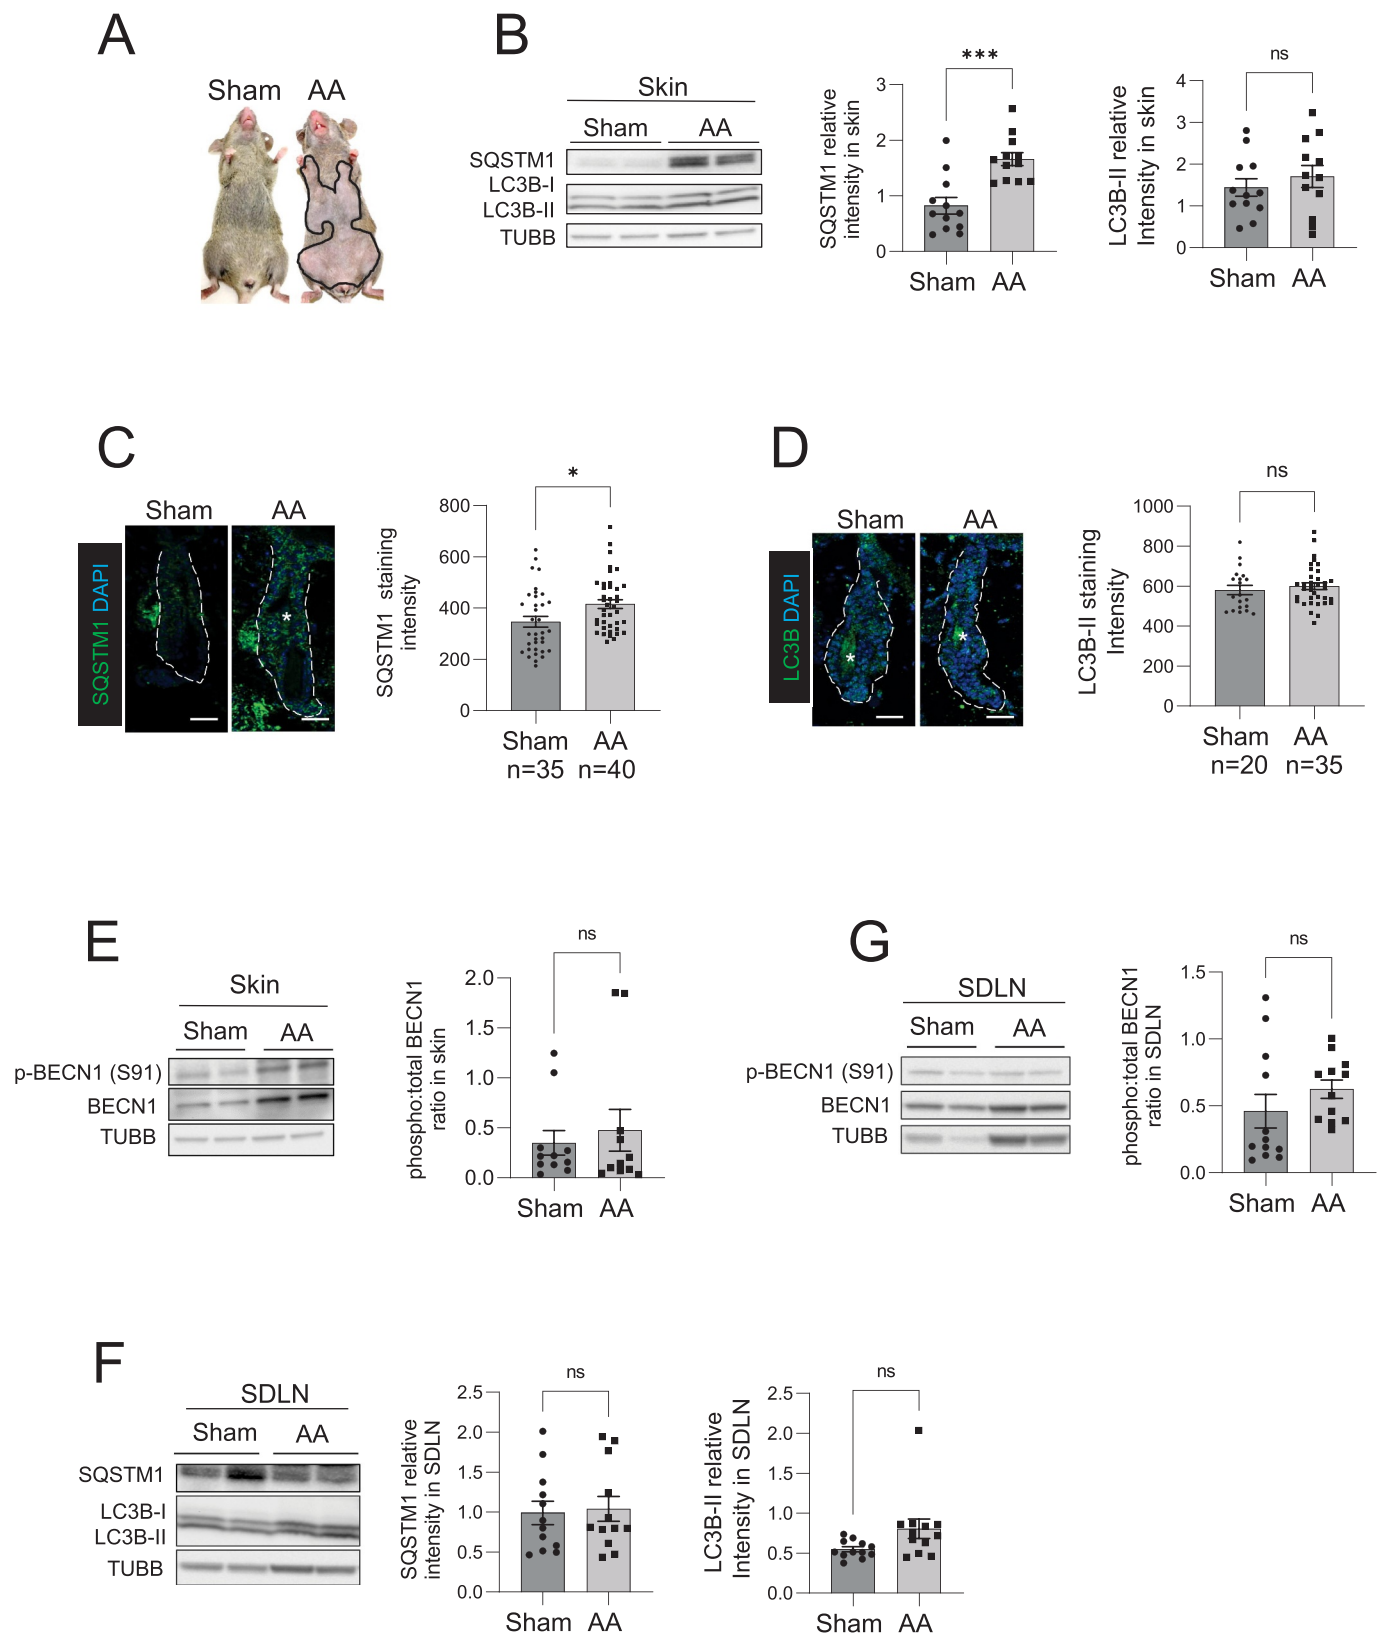 A
Sham AA
B
Skin
Sham AA
SQSTM1
LC3B-I
LC3B-II
TUBB
SQSTM1 relative
intensity in skin
3
2
1
0
***
Sham AA
LC3B-II relative
Intensity in skin
4
3
2
1
0
ns
Sham AA
C
Sham AA
SQSTM1 DAPI
*
SQSTM1 staining
intensity
800
600
400
200
0
*
Sham AA
n=35 n=40
D
Sham AA
LC3B DAPI
*
*
LC3B-II staining
Intensity
1000
800
600
400
200
0
ns
Sham AA
n=20 n=35
E
Skin
Sham AA
p-BECN1 (S91)
BECN1
TUBB
phospho:total BECN1
ratio in skin
2.0
1.5
1.0
0.5
0.0
ns
Sham AA
G
SDLN
Sham AA
p-BECN1 (S91)
BECN1
TUBB
phospho:total BECN1
ratio in SDLN
1.5
1.0
0.5
0.0
ns
Sham AA
F
SDLN
Sham AA
SQSTM1
LC3B-I
LC3B-II
TUBB
SQSTM1 relative
intensity in SDLN
2.5
2.0
1.5
1.0
0.5
0.0
ns
Sham AA
LC3B-II relative
Intensity in SDLN
2.5
2.0
1.5
1.0
0.5
0.0
ns
Sham AA